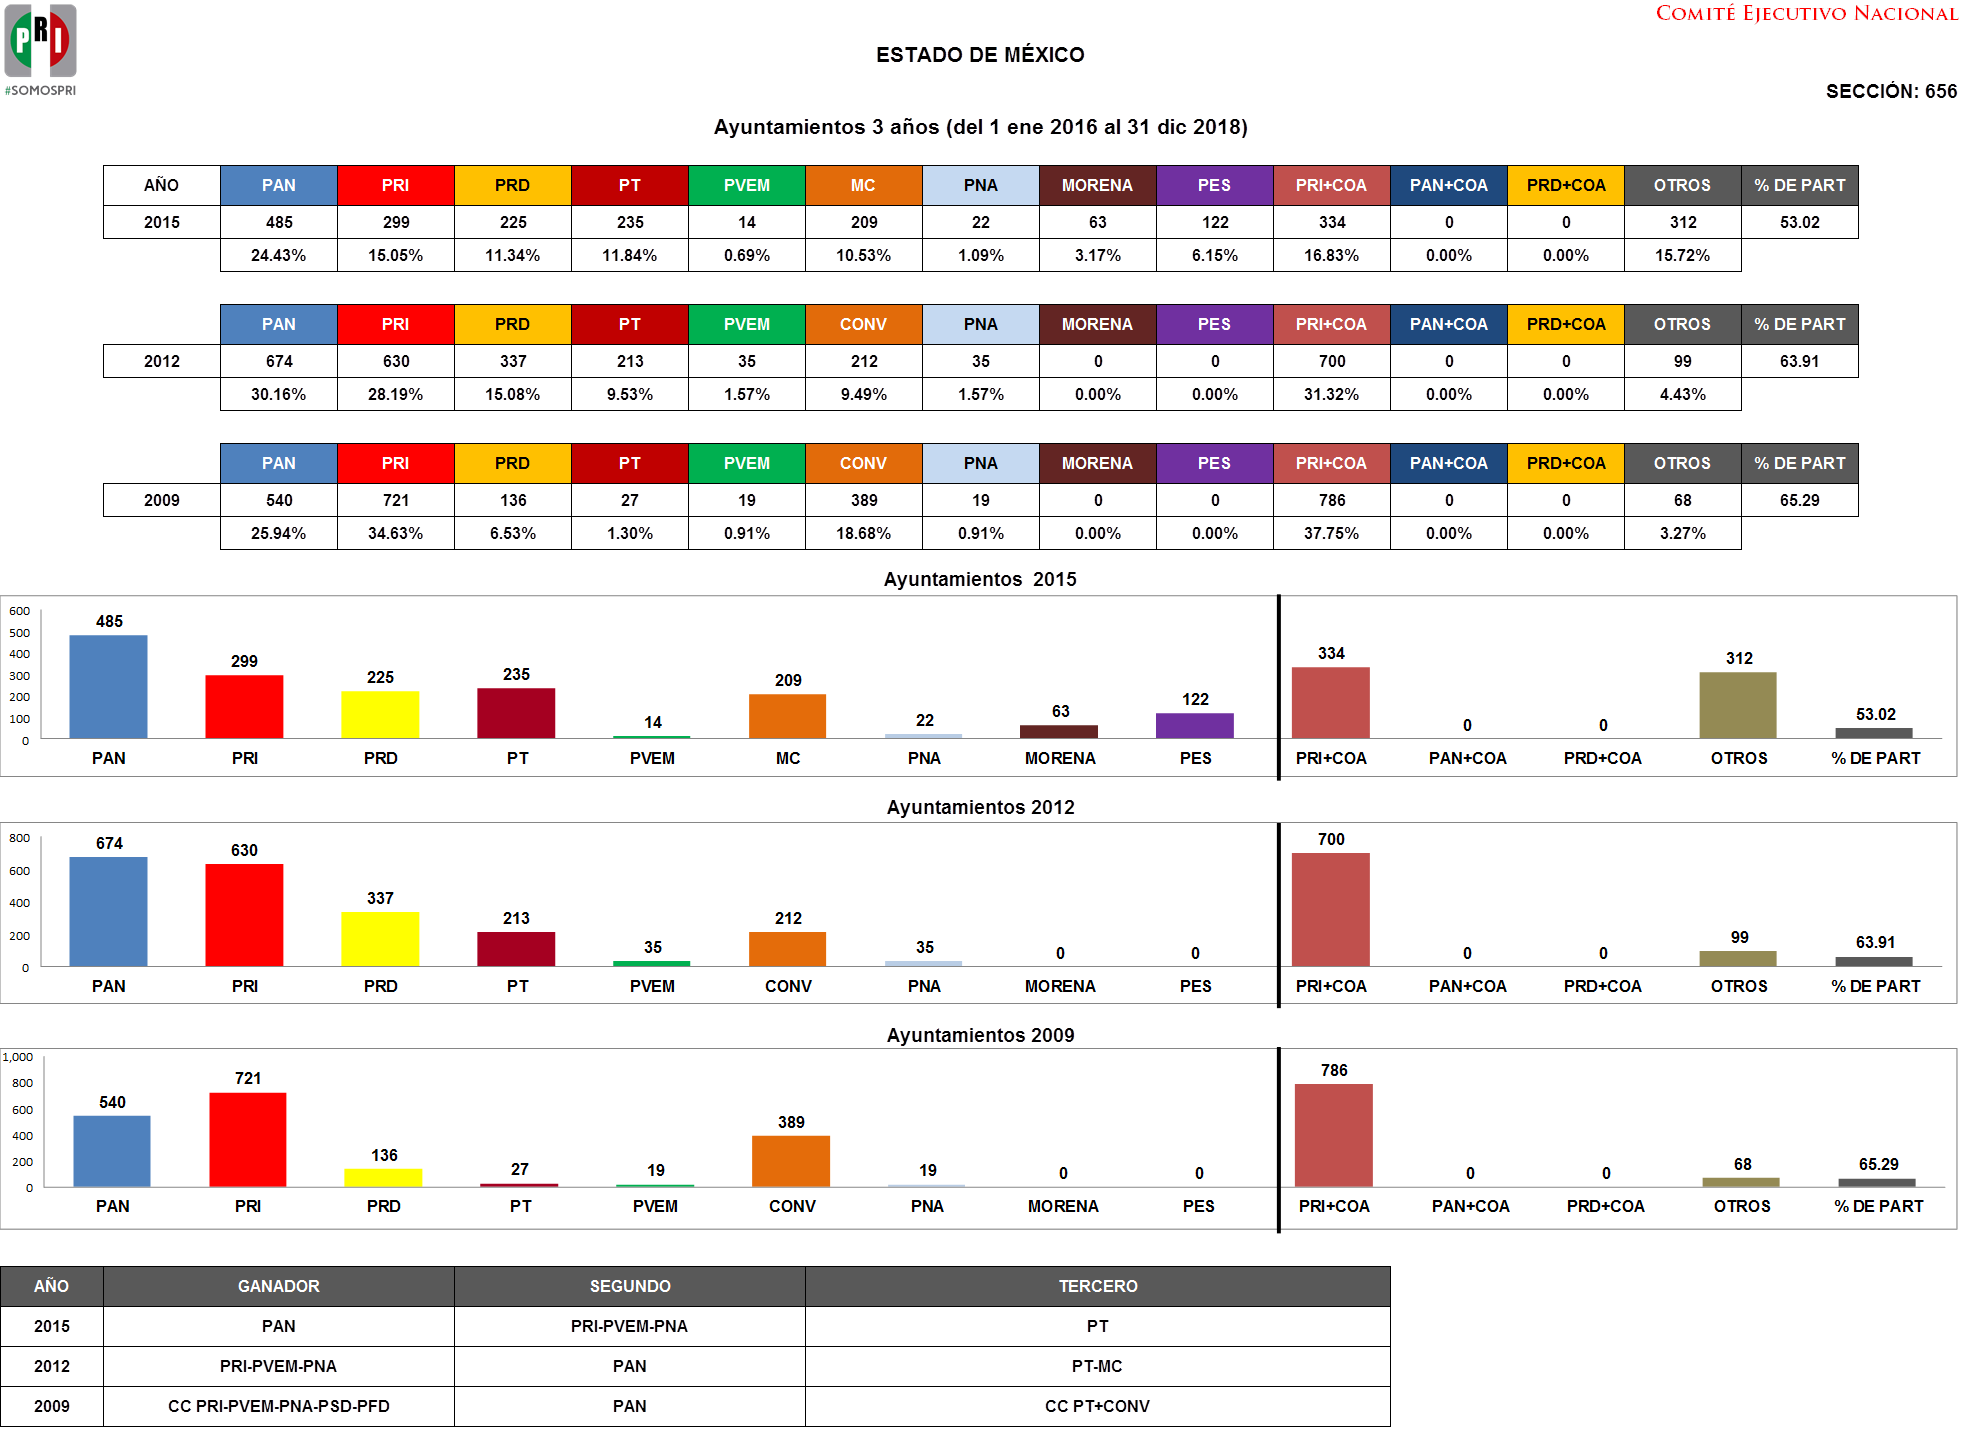 PRI
#SOMOSPRI
COMITÉ EJECUTIVO NACIONAL
ESTADO DE MÉXICO
SECCIÓN: 656
Ayuntamientos 3 años (del 1 ene 2016 al 31 dic 2018)
AÑO PAN PRI PRD PT PVEM MC PNA MORENA PES PRI+COA PAN+COA PRD+COA OTROS % DE PART
2015 485 299 225 235 14 209 22 63 122 334 0 0 312 53.02
24.43% 15.05% 11.34% 11.84% 0.69% 10.53% 1.09% 3.17% 6.15% 16.83% 0.00% 0.00% 15.72%
PAN PRI PRD PT PVEM CONV PNA MORENA PES PRI+COA PAN+COA PRD+COA OTROS % DE PART
2012 674 630 337 213 35 212 35 0 0 700 0 0 99 63.91
30.16% 28.19% 15.08% 9.53% 1.57% 9.49% 1.57% 0.00% 0.00% 31.32% 0.00% 0.00% 4.43%
PAN PRI PRD PT PVEM CONV PNA MORENA PES PRI+COA PAN+COA PRD+COA OTROS % DE PART
2009 540 721 136 27 19 389 19 0 0 786 0 0 68 65.29
25.94% 34.63% 6.53% 1.30% 0.91% 18.68% 0.91% 0.00% 0.00% 37.75% 0.00% 0.00% 3.27%
Ayuntamientos 2015
600
500
400
300
200
100
0
485 299 225 235 14 209 22 63 122 334 0 0 312 53.02
PAN PRI PRD PT PVEM MC PNA MORENA PES PRI+COA PAN+COA PRD+COA OTROS % DE PART
Ayuntamientos 2012
800
600
400
200
0
674 630 337 213 35 212 35 0 0 700 0 0 99 63.91
PAN PRI PRD PT PVEM CONV PNA MORENA PES PRI+COA PAN+COA PRD+COA OTROS % DE PART
Ayuntamientos 2009
1,000
800
600
400
200
0
540 721 136 27 19 389 19 0 0 786 0 0 68 65.29
PAN PRI PRD PT PVEM CONV PNA MORENA PES PRI+COA PAN+COA PRD+COA OTROS % DE PART
AÑO GANADOR SEGUNDO TERCERO
2015 PAN PRI-PVEM-PNA PT
2012 PRI-PVEM-PNA PAN PT-MC
2009 CC PRI-PVEM-PNA-PSD-PFD PAN CC PT+CONV